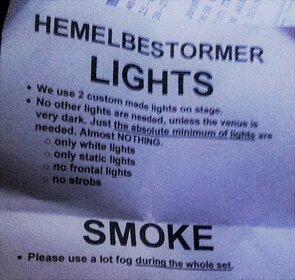 HEMELBESTORMER
LIGHTS
• We use 2 custom made lights on stage.
• No other lights are needed, unless the venue is
very dark. Just the absolute minimum of lights are
needed. Almost NOTHING.
○ only white lights
○ only static lights
○ no frontal lights
○ no strobs
SMOKE
• Please use a lot fog during the whole set.